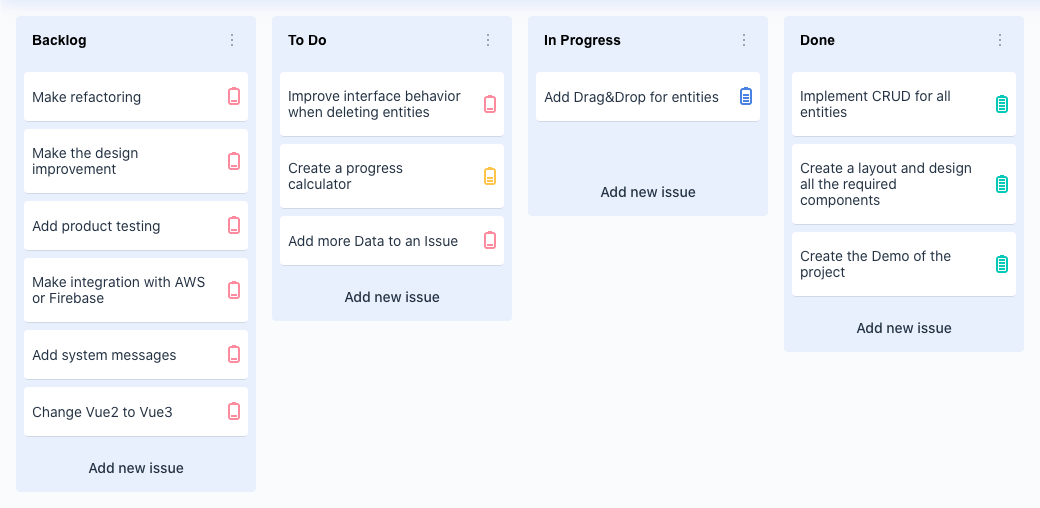 Backlog
Make refactoring
Make the design
improvement
Add product testing
Make integration with AWS
or Firebase
Add system messages
Change Vue2 to Vue3
Add new issue
To Do
Improve interface behavior
when deleting entities
Create a progress
calculator
Add more Data to an Issue
Add new issue
In Progress
Add Drag&Drop for entities
Add new issue
Done
Implement CRUD for all
entities
Create a layout and design
all the required
components
Create the Demo of the
project
Add new issue